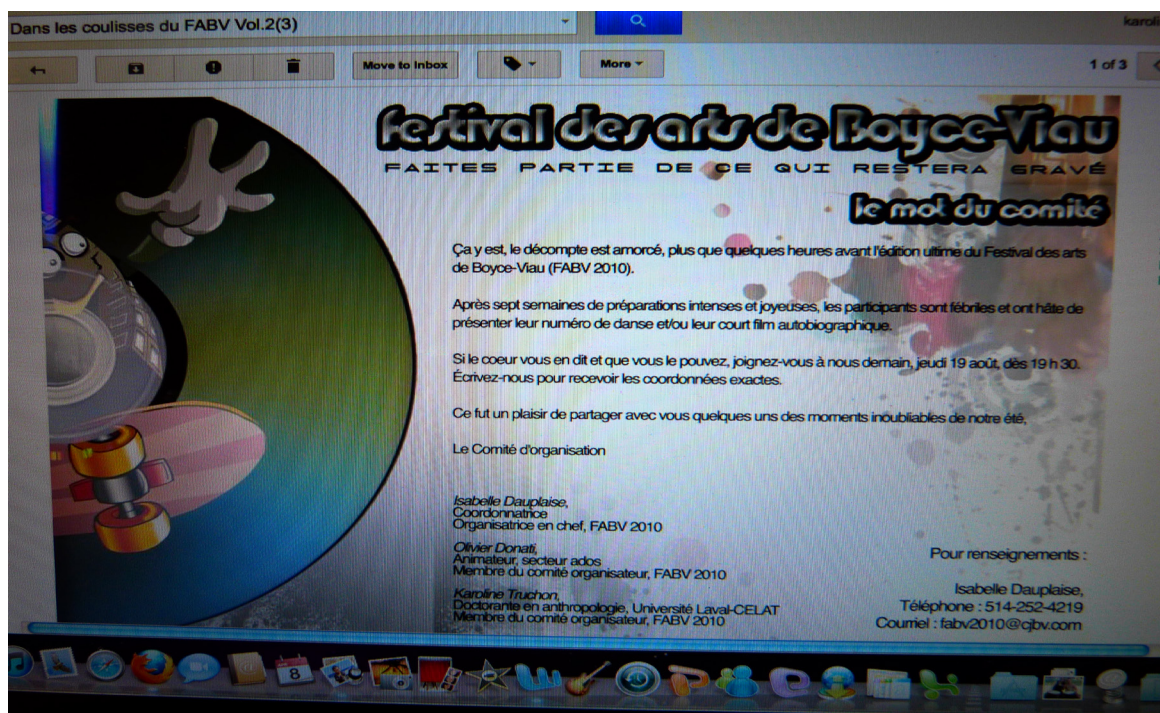 Dans les coulisses du FABV Vol.2(3)
karoli
Move to Inbox
More
1 of 3
festival des arts de Boyce-Viau
FAITES PARTIE DE CE QUI RESTERA GRAVÉ
le mot du comité
Ça y est, le décompte est amorcé, plus que quelques heures avant l'édition ultime du Festival des arts
de Boyce-Viau (FABV 2010).
Après sept semaines de préparations intenses et joyeuses, les participants sont fébriles et ont hâte de
présenter leur numéro de danse et/ou leur court film autobiographique.
Si le coeur vous en dit et que vous le pouvez, joignez-vous à nous demain, jeudi 19 août, dès 19 h 30.
Écrivez-nous pour recevoir les coordonnées exactes.
Ce fut un plaisir de partager avec vous quelques uns des moments inoubliables de notre été,
Le Comité d'organisation
Isabelle Dauplaise,
Coordonnatrice
Organisatrice en chef, FABV 2010
Olivier Donati,
Animateur, secteur ados
Membre du comité organisateur, FABV 2010
Karoline Truchon,
Doctorante en anthropologie, Université Laval-CELAT
Membre du comité organisateur, FABV 2010
Pour renseignements :
Isabelle Dauplaise,
Téléphone : 514-252-4219
Courriel : fabv2010@cjbv.com
8